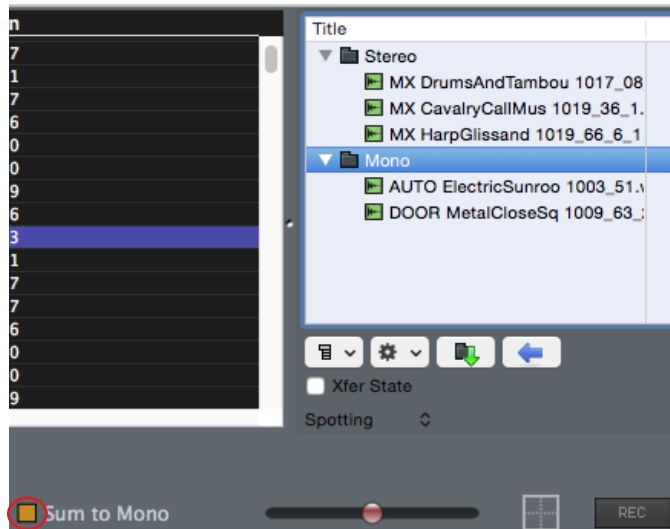 n
7
1
7
6
0
0
9
6
3
1
7
7
6
0
0
9
Title
Stereo
MX DrumsAndTambou 1017_08
MX CavalryCallMus 1019_36_1.
MX HarpGlissand 1019_66_6_1
Mono
AUTO ElectricSunroo 1003_51.
DOOR MetalCloseSq 1009_63_
Xfer State
Spotting
Sum to Mono
REC